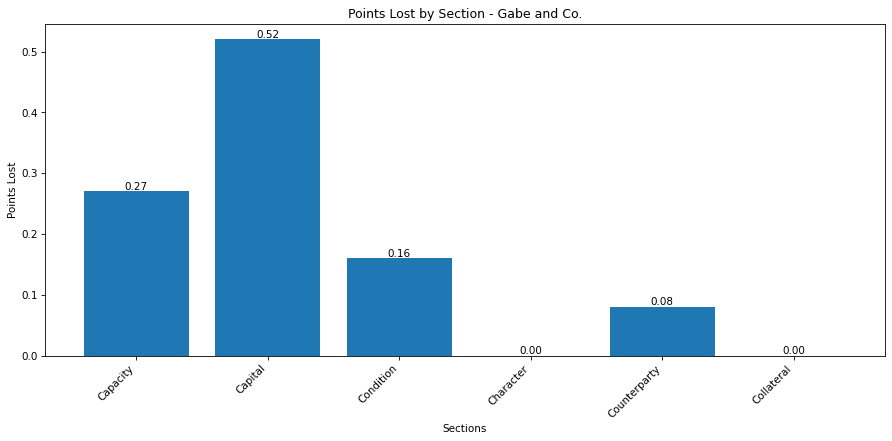 Points Lost by Section - Gabe and Co.
Points Lost
0.5
0.4
0.3
0.2
0.1
0.0
0.27
0.52
0.16
0.00
0.08
0.00
Capacity
Capital
Condition
Character
Counterparty
Collateral
Sections